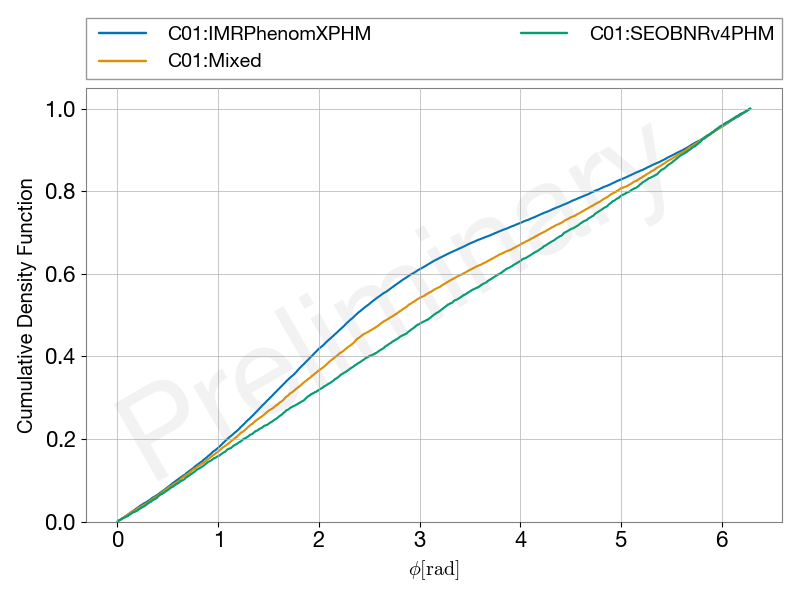 C01:IMRPhenomXPHM
C01:Mixed
C01:SEOBNRv4PHM
Cumulative Density Function
1.0
0.8
0.6
0.4
0.2
0.0
Preliminary
0 1 2 3 4 5 6
ϕ[rad]